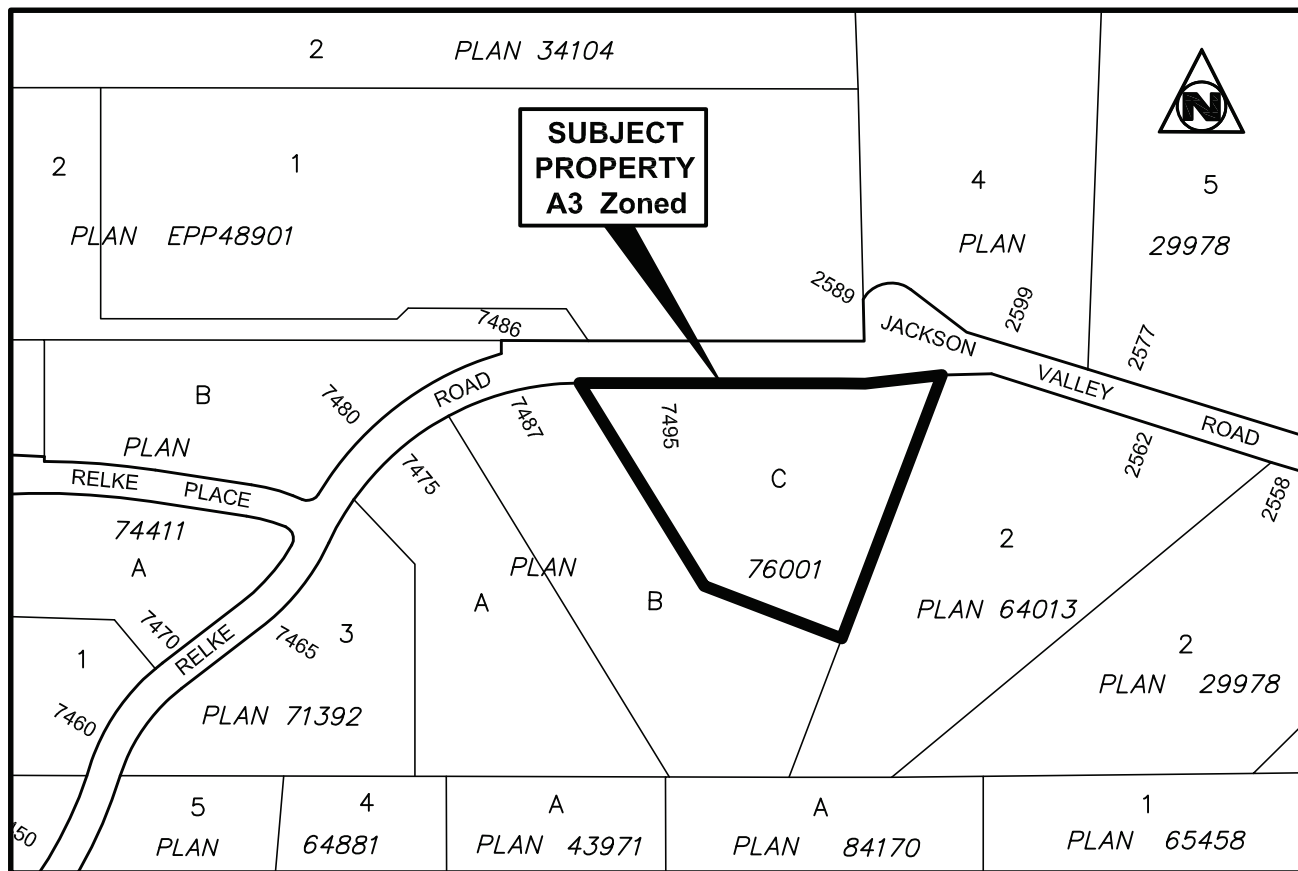 2 PLAN 34104
N
SUBJECT
PROPERTY
A3 Zoned
2
1
4
5
PLAN EPP48901
PLAN 29978
2589
2599
7486
JACKSON
2577
VALLEY
ROAD
B
7480
ROAD
7487
7495
2562
2558
PLAN
RELKE PLACE
7475
C
74411
A
PLAN
76001
2
A
B
PLAN 64013
7470
RELKE
7465
3
1
2
PLAN 29978
7460
PLAN 71392
450
5
4
A
A
1
PLAN 64881
PLAN 43971
PLAN 84170
PLAN 65458